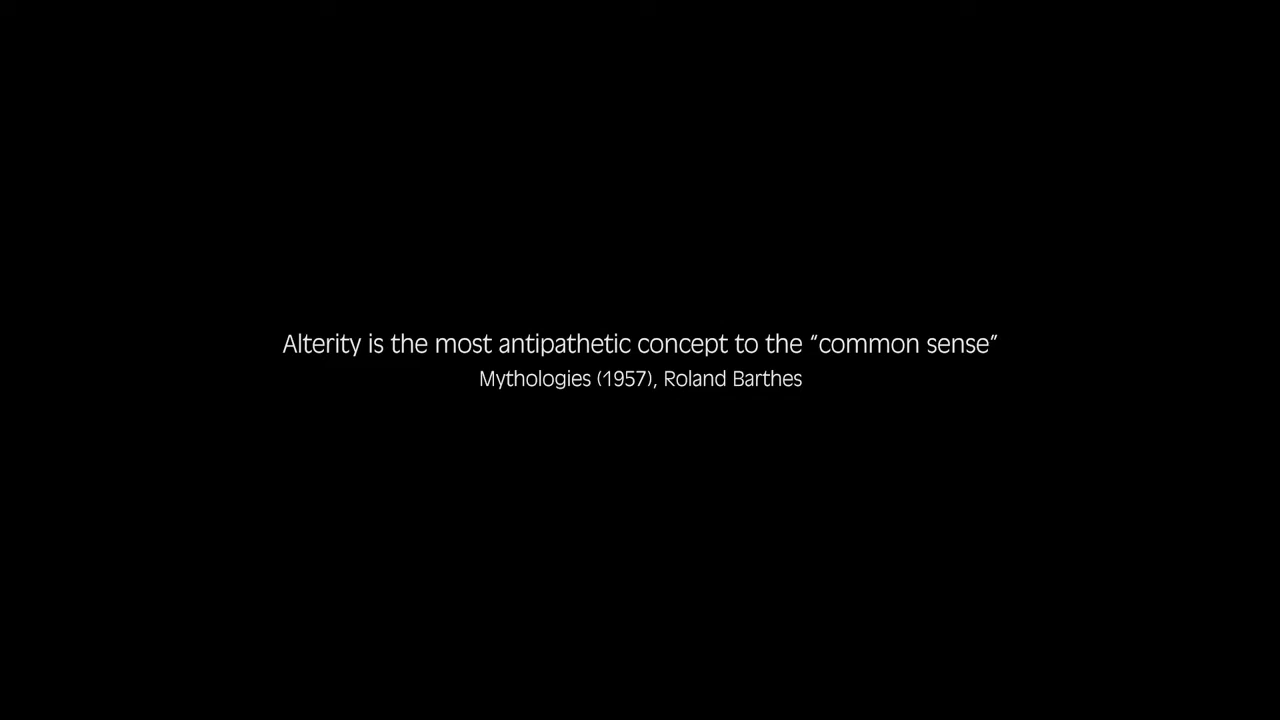 Alterity is the most antipathetic concept to the “common sense”
Mythologies (1957), Roland Barthes